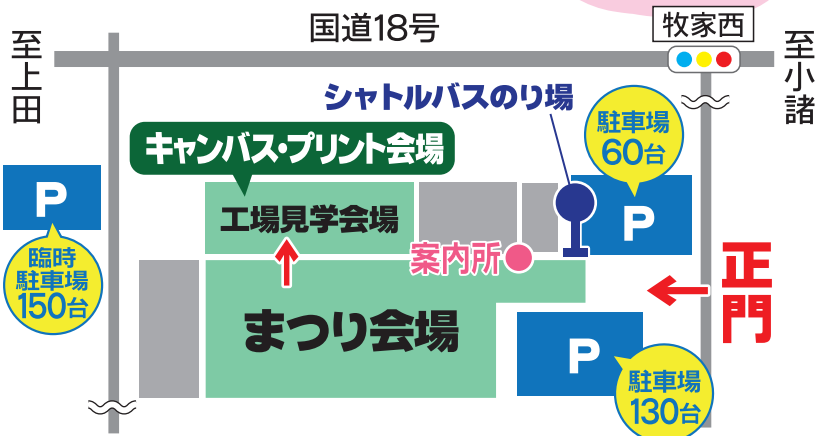 国道18号
牧家西
至上田
至小諸
シャトルバスのり場
駐車場
60台
キャンバス・プリント会場
P
P
工場見学会場
案内所
臨時
駐車場
150台
正門
まつり会場
P
駐車場
130台